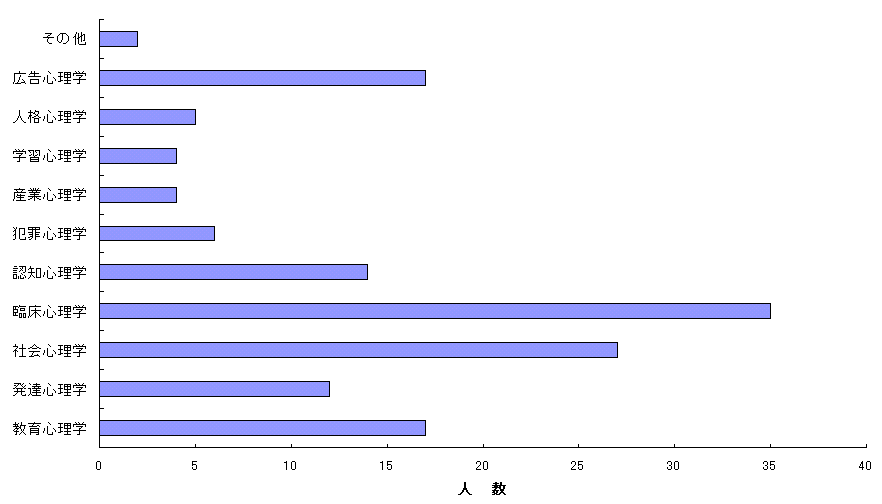 その他
広告心理学
人格心理学
学習心理学
産業心理学
犯罪心理学
認知心理学
臨床心理学
社会心理学
発達心理学
教育心理学
0 5 10 15 20 25 30 35 40
人 数